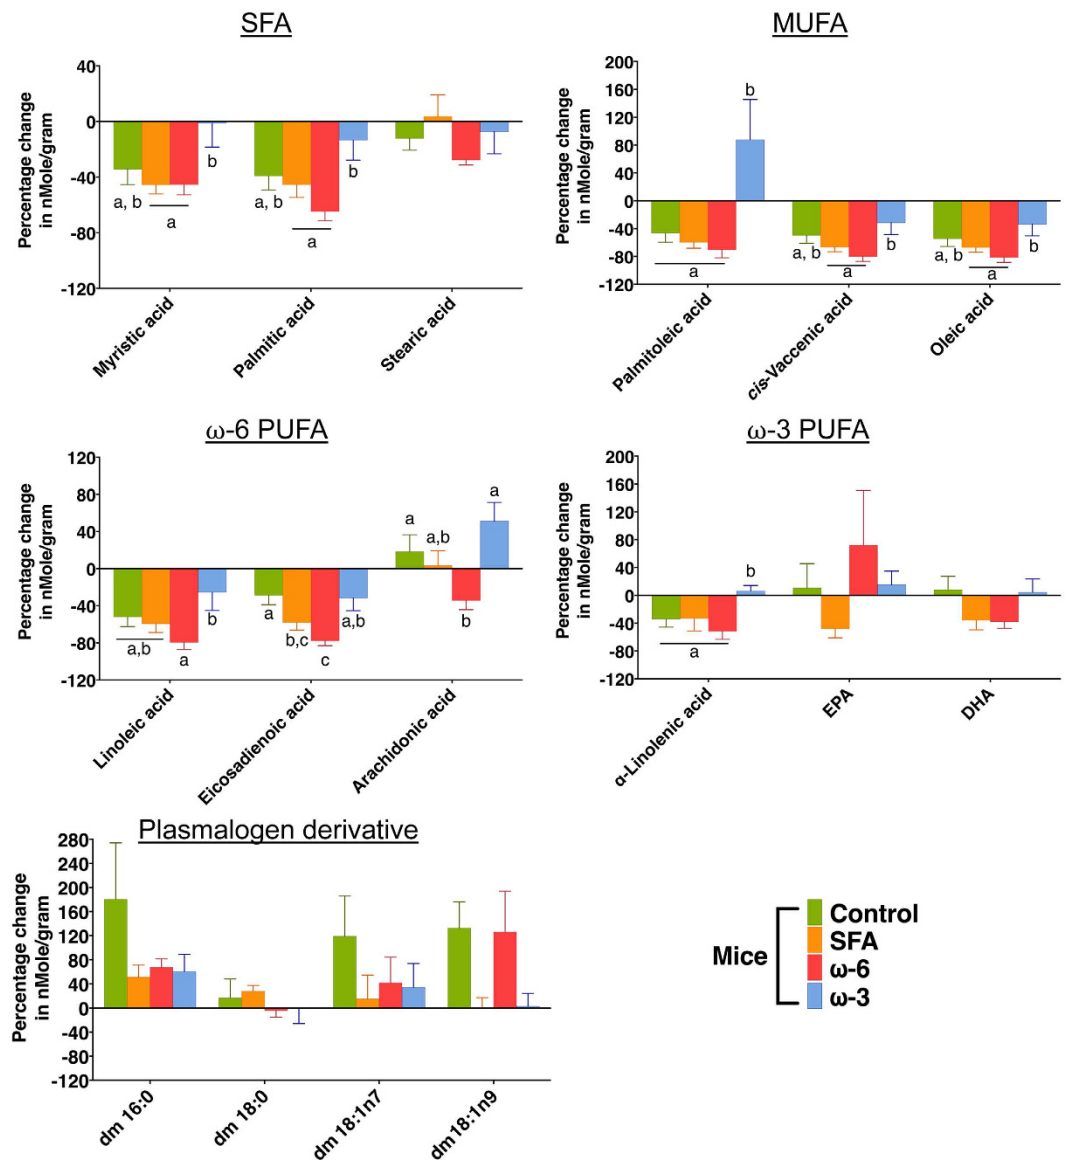 SFA
Percentage change
in nMole/gram
40
0
-40
-80
-120
a, b
a
b
a, b
a
b
Myristic acid
Palmitic acid
Stearic acid
MUFA
Percentage change
in nMole/gram
200
160
120
80
40
0
-40
-80
-120
b
a
a, b
a
b
a, b
a
b
Palmitoleic acid
cis-Vaccenic acid
Oleic acid
ω-6 PUFA
Percentage change
in nMole/gram
120
80
40
0
-40
-80
-120
a,b
a
b
a
b,c
c
a,b
a
a,b
b
a
Linoleic acid
Eicosadienoic acid
Arachidonic acid
ω-3 PUFA
Percentage change
in nMole/gram
200
160
120
80
40
0
-40
-80
-120
a
b
α-Linolenic acid
EPA
DHA
Plasmalogen derivative
Percentage change
in nMole/gram
280
240
200
160
120
80
40
0
-40
-80
-120
dm 16:0
dm 18:0
dm 18:1n7
dm18:1n9
Mice
Control
SFA
ω-6
ω-3